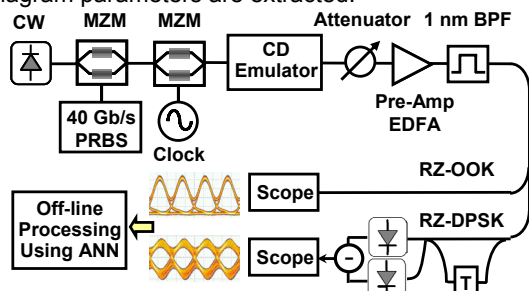 diagram parameters are extracted.
CW MZM MZM Attenuator 1 nm BPF
CD
Emulator
40 Gb/s
PRBS
Clock
Pre-Amp
EDFA
RZ-OOK
Scope
Off-line
Processing
Using ANN
RZ-DPSK
Scope
-
T